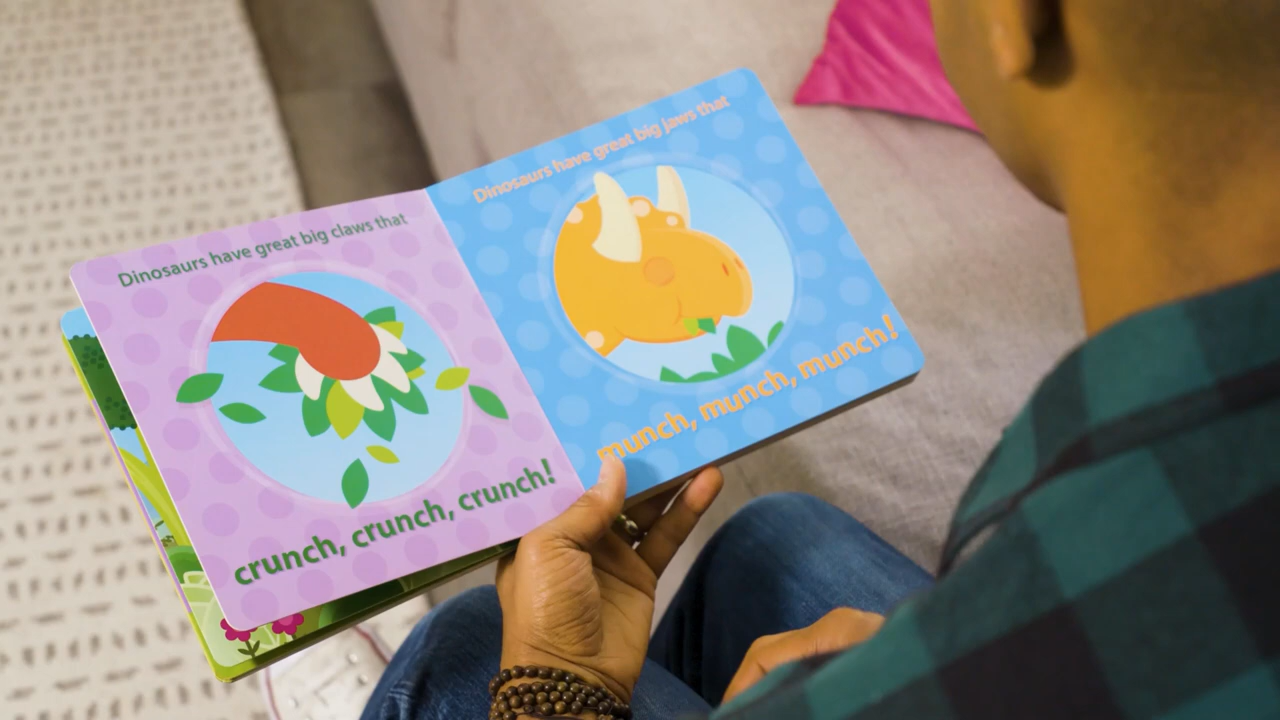 Dinosaurs have great big claws that
crunch, crunch, crunch!
Dinosaurs have great big jaws that
munch, munch, munch!